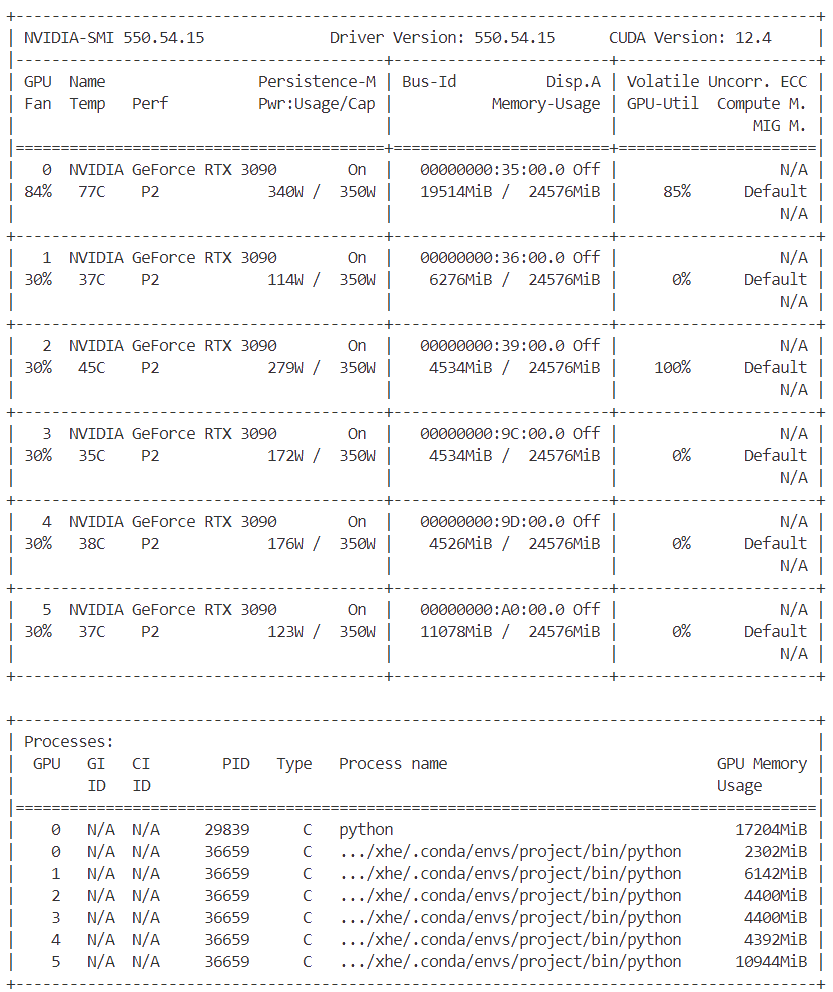 +-----------------------------------------------------------------------------------------+
| NVIDIA-SMI 550.54.15              Driver Version: 550.54.15      CUDA Version: 12.4     |
|-----------------------------------------+------------------------+----------------------+
| GPU  Name                 Persistence-M | Bus-Id          Disp.A | Volatile Uncorr. ECC |
| Fan  Temp   Perf          Pwr:Usage/Cap |           Memory-Usage | GPU-Util  Compute M. |
|                                         |                        |               MIG M. |
|=========================================+========================+======================|
|   0  NVIDIA GeForce RTX 3090        On  |   00000000:35:00.0 Off |                  N/A |
| 84%   77C    P2             340W /  350W |   19514MiB /  24576MiB |     85%      Default |
|                                         |                        |                  N/A |
+-----------------------------------------+------------------------+----------------------+
|   1  NVIDIA GeForce RTX 3090        On  |   00000000:36:00.0 Off |                  N/A |
| 30%   37C    P2             114W /  350W |    6276MiB /  24576MiB |      0%      Default |
|                                         |                        |                  N/A |
+-----------------------------------------+------------------------+----------------------+
|   2  NVIDIA GeForce RTX 3090        On  |   00000000:39:00.0 Off |                  N/A |
| 30%   45C    P2             279W /  350W |    4534MiB /  24576MiB |    100%      Default |
|                                         |                        |                  N/A |
+-----------------------------------------+------------------------+----------------------+
|   3  NVIDIA GeForce RTX 3090        On  |   00000000:9C:00.0 Off |                  N/A |
| 30%   35C    P2             172W /  350W |    4534MiB /  24576MiB |      0%      Default |
|                                         |                        |                  N/A |
+-----------------------------------------+------------------------+----------------------+
|   4  NVIDIA GeForce RTX 3090        On  |   00000000:9D:00.0 Off |                  N/A |
| 30%   38C    P2             176W /  350W |    4526MiB /  24576MiB |      0%      Default |
|                                         |                        |                  N/A |
+-----------------------------------------+------------------------+----------------------+
|   5  NVIDIA GeForce RTX 3090        On  |   00000000:A0:00.0 Off |                  N/A |
| 30%   37C    P2             123W /  350W |   11078MiB /  24576MiB |      0%      Default |
|                                         |                        |                  N/A |
+-----------------------------------------+------------------------+----------------------+

+-----------------------------------------------------------------------------------------+
| Processes:                                                                              |
|  GPU   GI   CI        PID   Type   Process name                              GPU Memory |
|        ID   ID                                                               Usage      |
|=========================================================================================|
|    0   N/A  N/A     29839      C   python                                      17204MiB |
|    0   N/A  N/A     36659      C   .../xhe/.conda/envs/project/bin/python       2302MiB |
|    1   N/A  N/A     36659      C   .../xhe/.conda/envs/project/bin/python       6142MiB |
|    2   N/A  N/A     36659      C   .../xhe/.conda/envs/project/bin/python       4400MiB |
|    3   N/A  N/A     36659      C   .../xhe/.conda/envs/project/bin/python       4400MiB |
|    4   N/A  N/A     36659      C   .../xhe/.conda/envs/project/bin/python       4392MiB |
|    5   N/A  N/A     36659      C   .../xhe/.conda/envs/project/bin/python      10944MiB |
+-----------------------------------------------------------------------------------------+